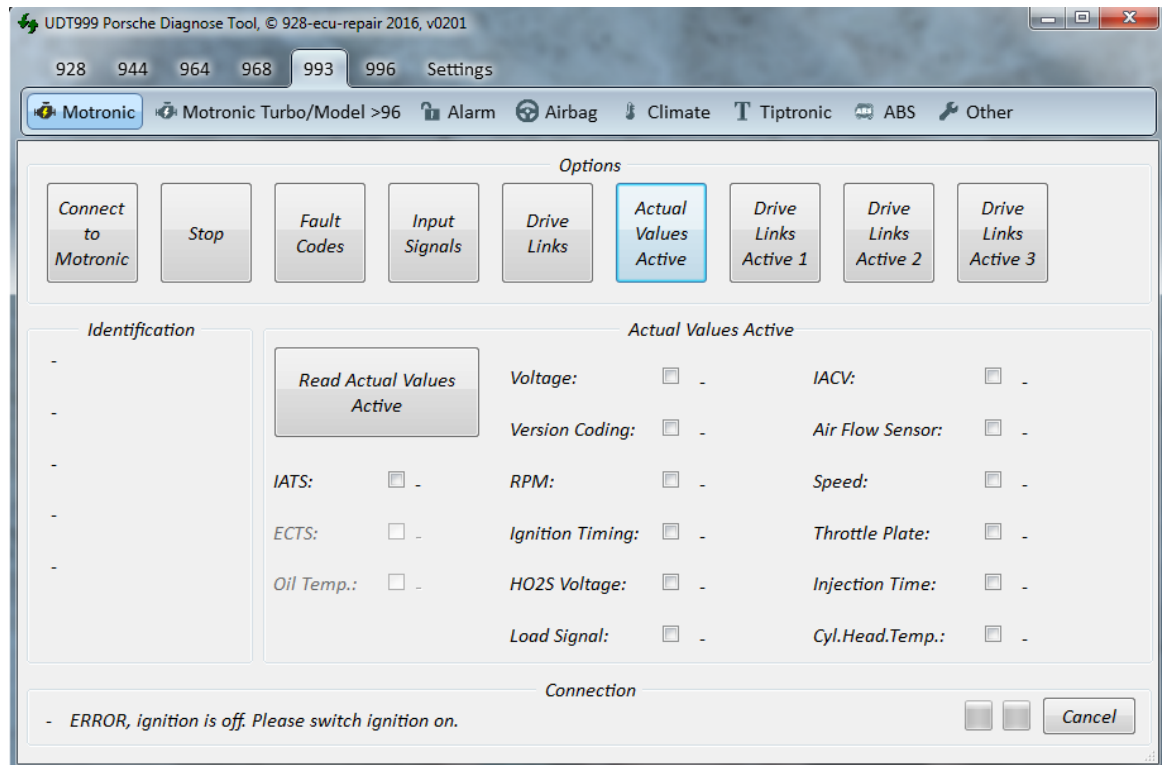 UDT999 Porsche Diagnose Tool, © 928-ecu-repair 2016, v0201
928 944 964 968 993 996 Settings
Motronic Motronic Turbo/Model >96 Alarm Airbag Climate T Tiptronic ABS Other
Options
Connect to Motronic
Stop
Fault Codes
Input Signals
Drive Links
Actual Values Active
Drive Links Active 1
Drive Links Active 2
Drive Links Active 3
Identification
-
-
-
-
-
Actual Values Active
Read Actual Values Active
IATS: -
ECTS: -
Oil Temp.: -
Voltage: -
Version Coding: -
RPM: -
Ignition Timing: -
HO2S Voltage: -
Load Signal: -
IACV: -
Air Flow Sensor: -
Speed: -
Throttle Plate: -
Injection Time: -
Cyl.Head.Temp.: -
Connection
- ERROR, ignition is off. Please switch ignition on.
Cancel